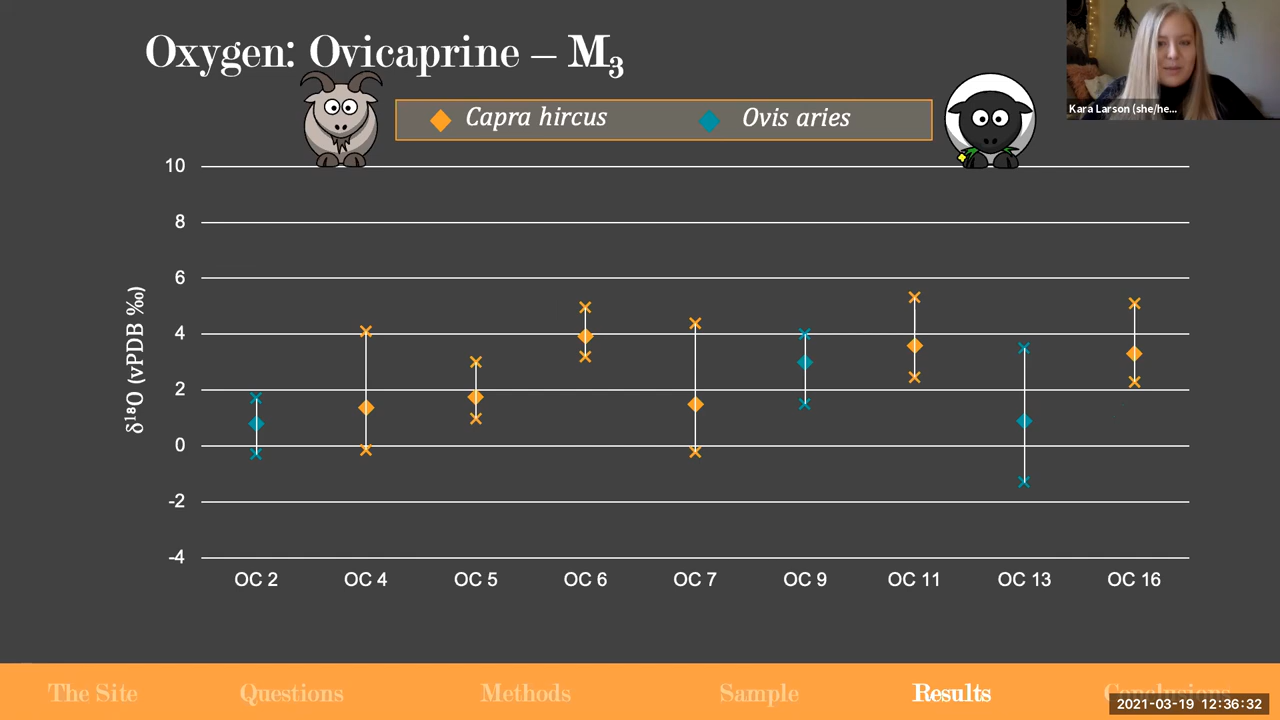 Oxygen: Ovicaprine – M₃
Kara Larson (she/he...
Capra hircus
Ovis aries
10
8
6
4
2
0
-2
-4
δ¹⁸O (vPDB ‰)
OC 2 OC 4 OC 5 OC 6 OC 7 OC 9 OC 11 OC 13 OC 16
The Site Questions Methods Sample Results Conclusions
2021-03-19 12:36:32